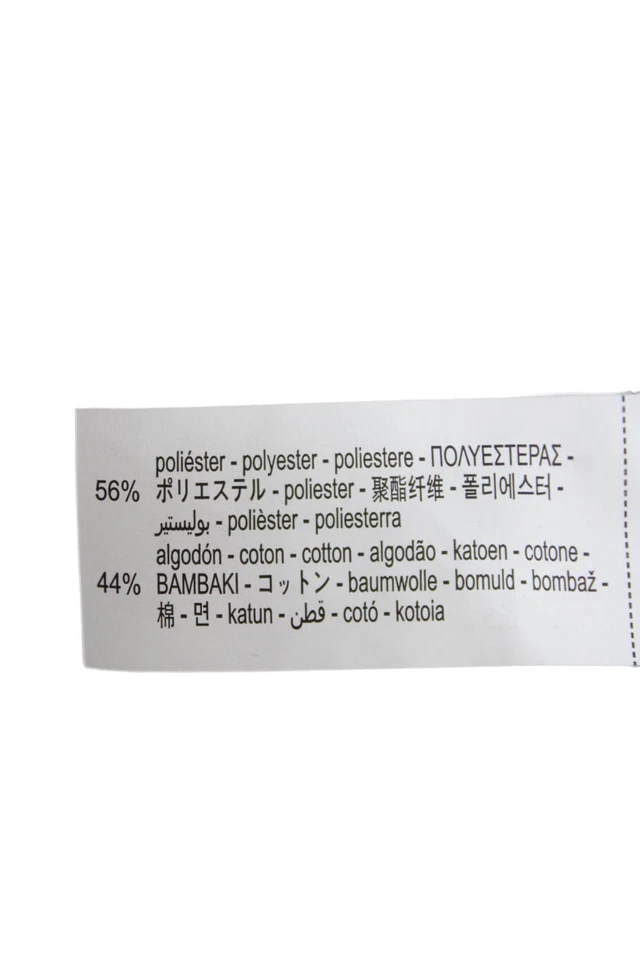 poliéster - polyester - poliestere - ΠΟΛΥΕΣΤΕΡΑΣ -
56% ポリエステル - poliester - 聚酯纤维 - 폴리에스터 -
بوليستير - polièster - poliesterra
algodón - coton - cotton - algodão - katoen - cotone -
44% BAMBAKI - コットン - baumwolle - bomuld - bombaž -
棉 - 면 - katun - قطن - cotó - kotoia